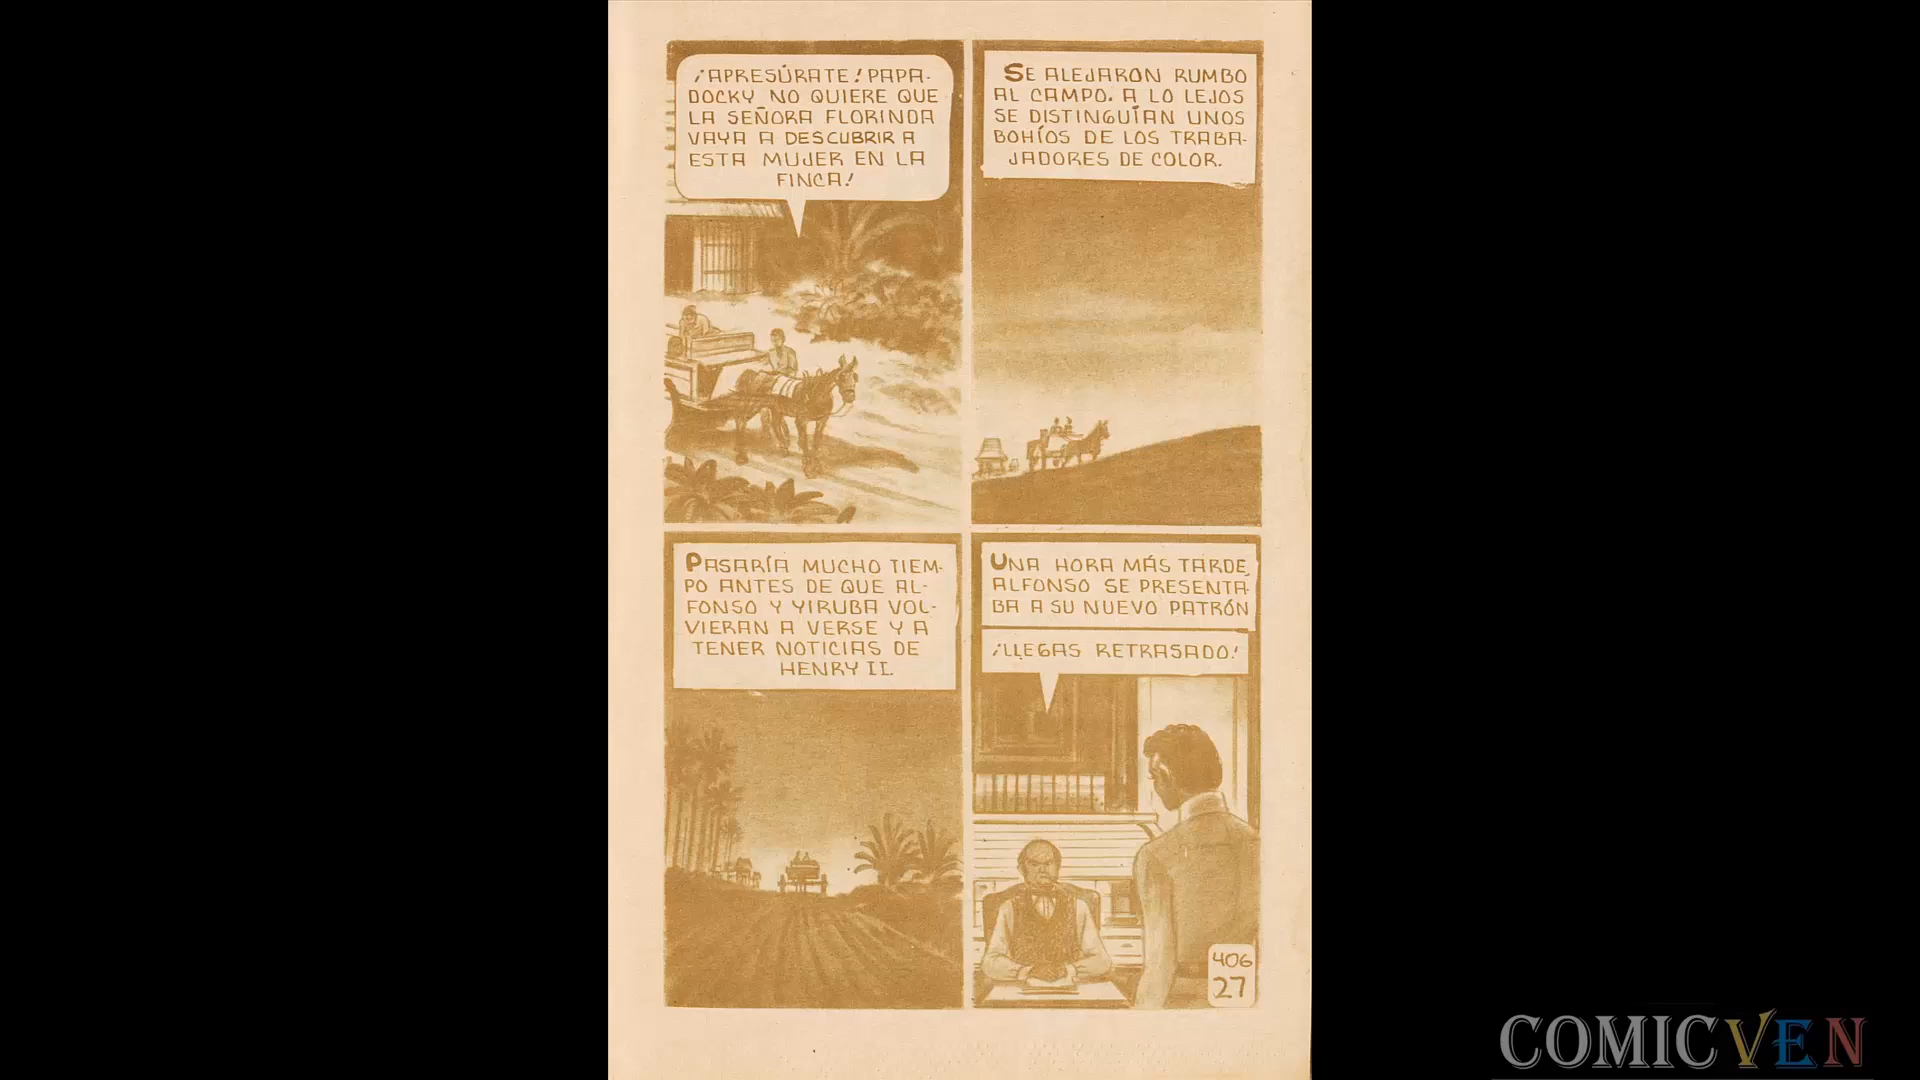 ¡APRESÚRATE! PAPA-
DOCKY NO QUIERE QUE
LA SEÑORA FLORINDA
VAYA A DESCUBRIR A
ESTA MUJER EN LA
FINCA!
SE ALEJARON RUMBO
AL CAMPO. A LO LEJOS
SE DISTINGUÍAN UNOS
BOHÍOS DE LOS TRABA-
JADORES DE COLOR.
PASARÍA MUCHO TIEM-
PO ANTES DE QUE AL-
FONSO Y YIRUBA VOL-
VIERAN A VERSE Y A
TENER NOTICIAS DE
HENRY II.
UNA HORA MÁS TARDE,
ALFONSO SE PRESENTA-
BA A SU NUEVO PATRÓN
¡LLEGAS RETRASADO!
406
27
COMICVEN